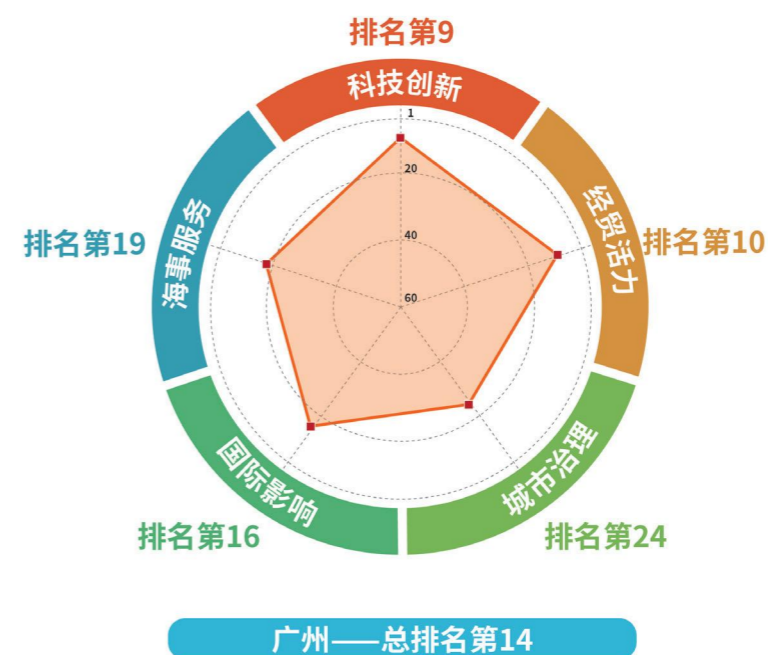 排名第9
科技创新
1
20
40
60
经贸活力
排名第10
海事服务
排名第19
国际影响
排名第16
城市治理
排名第24
广州——总排名第14